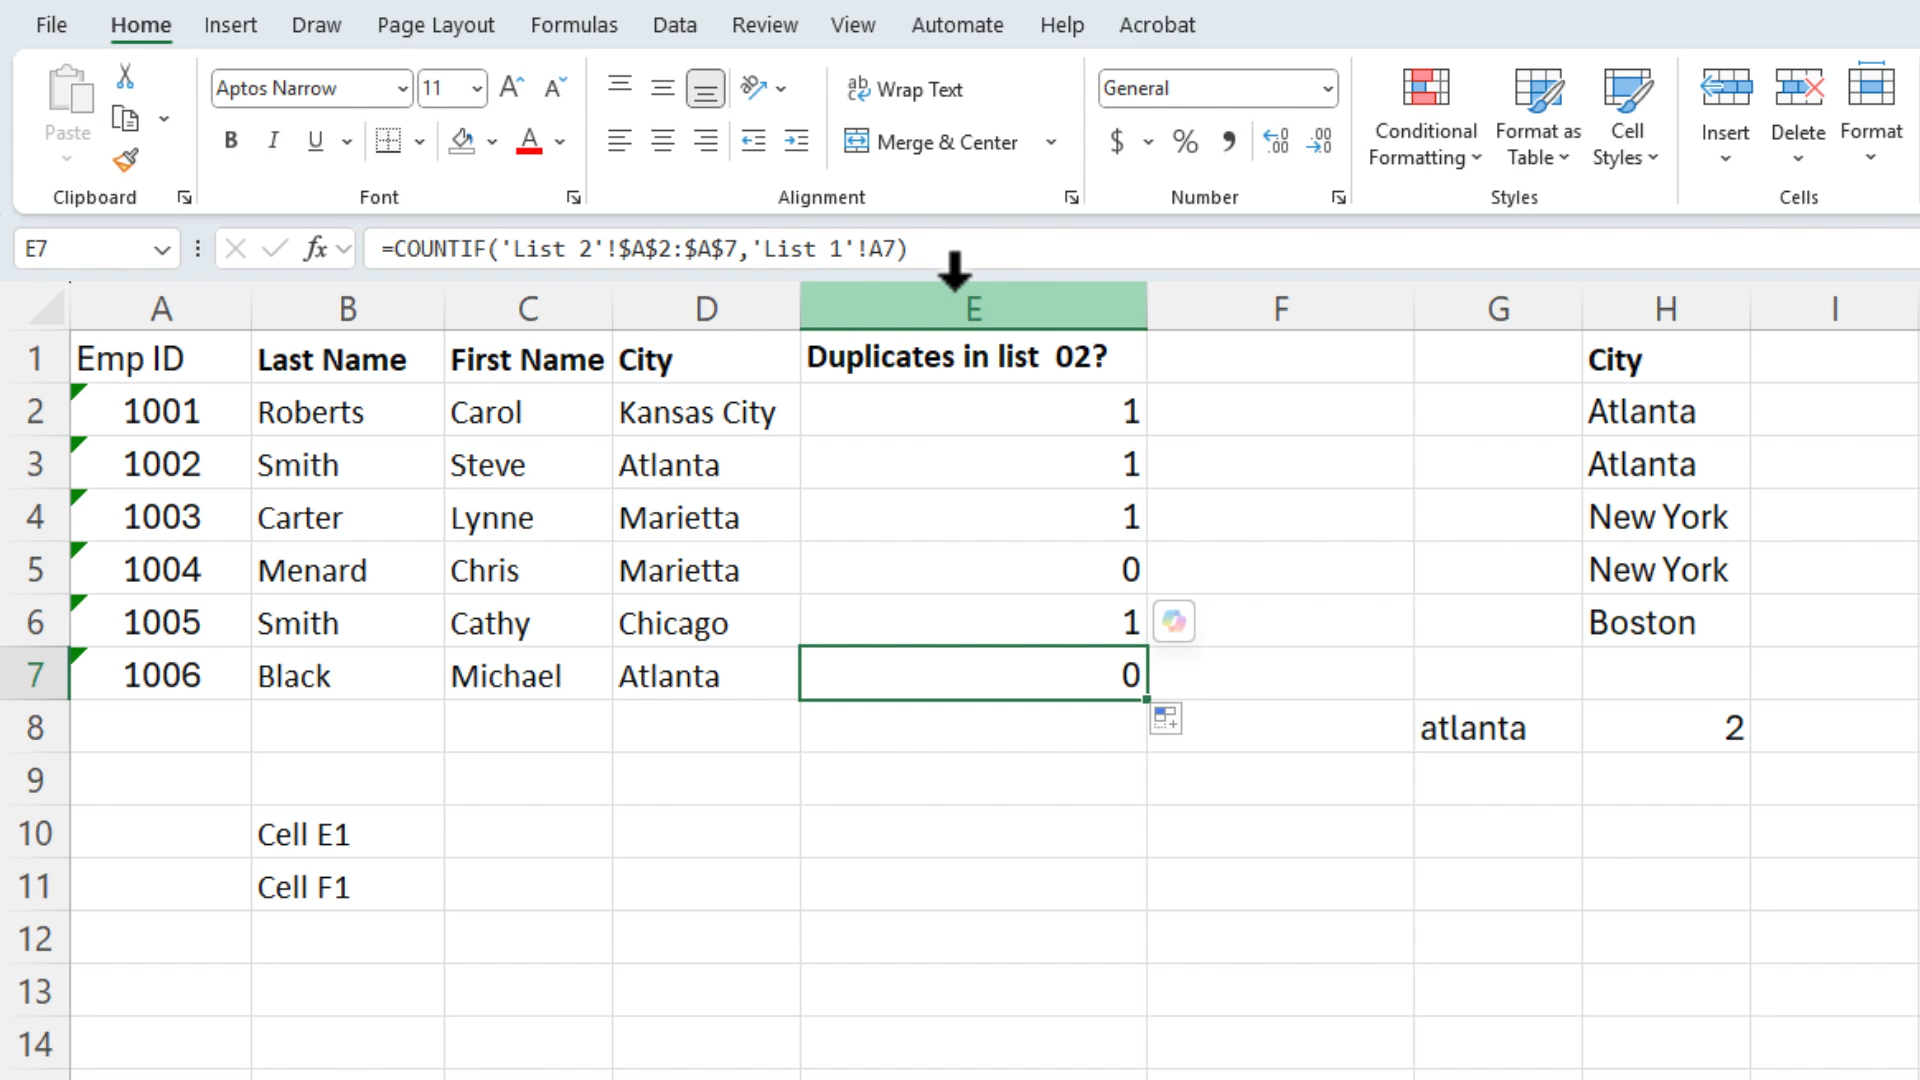 File Home Insert Draw Page Layout Formulas Data Review View Automate Help Acrobat
Paste
Clipboard
Aptos Narrow 11 A A
B I U A
Font
ab Wrap Text
Merge & Center
Alignment
General
$ % , .00 .00
Number
Conditional Formatting
Format as Table
Cell Styles
Styles
Insert Delete Format
Cells
E7 fx =COUNTIF('List 2'!$A$2:$A$7,'List 1'!A7)
A B C D E F G H I
1 Emp ID Last Name First Name City Duplicates in list 02? City
2 1001 Roberts Carol Kansas City 1 Atlanta
3 1002 Smith Steve Atlanta 1 Atlanta
4 1003 Carter Lynne Marietta 1 New York
5 1004 Menard Chris Marietta 0 New York
6 1005 Smith Cathy Chicago 1 Boston
7 1006 Black Michael Atlanta 0
8 atlanta 2
9
10 Cell E1
11 Cell F1
12
13
14